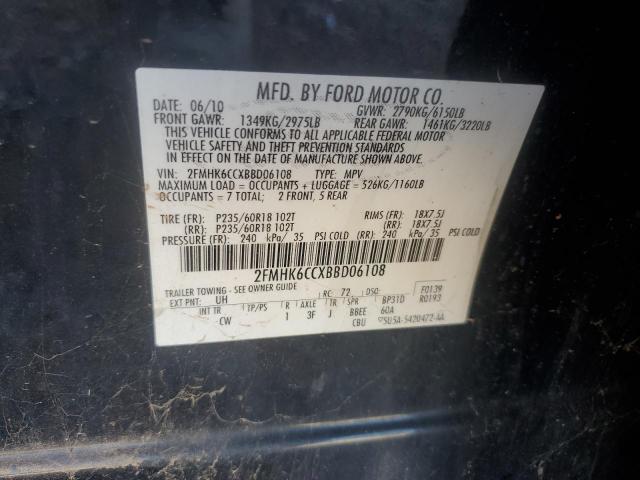 MFD. BY FORD MOTOR CO.
DATE: 06/10 GVWR: 2790KG/6150LB
FRONT GAWR: 1349KG/2975LB REAR GAWR: 1461KG/3220LB
THIS VEHICLE CONFORMS TO ALL APPLICABLE FEDERAL MOTOR
VEHICLE SAFETY AND THEFT PREVENTION STANDARDS
IN EFFECT ON THE DATE OF MANUFACTURE SHOWN ABOVE.
VIN: 2FMHK6CCXBBD06108 TYPE: MPV
MAXIMUM LOAD = OCCUPANTS + LUGGAGE = 526KG/1160LB
OCCUPANTS = 7 TOTAL; 2 FRONT, 5 REAR
TIRE (F): P235/60R18 102T RIMS (F): 18X7.5J
(R): P235/60R18 102T (RR): 18X7.5J
PRESSURE (F): 240 kPa/ 35 PSI COLD (RR): 240 kPa/ 35 PSI COLD
2FMHK6CCXBBD06108
TRAILER TOWING - SEE OWNER GUIDE F0139
EXT PNT: UH RC: 72 DSO: R0193
INT TR TP/PS R AXLE TR SPR BP31D
CW 1 3F J BBEE 60A
CBU 5U5A-5420472-AA